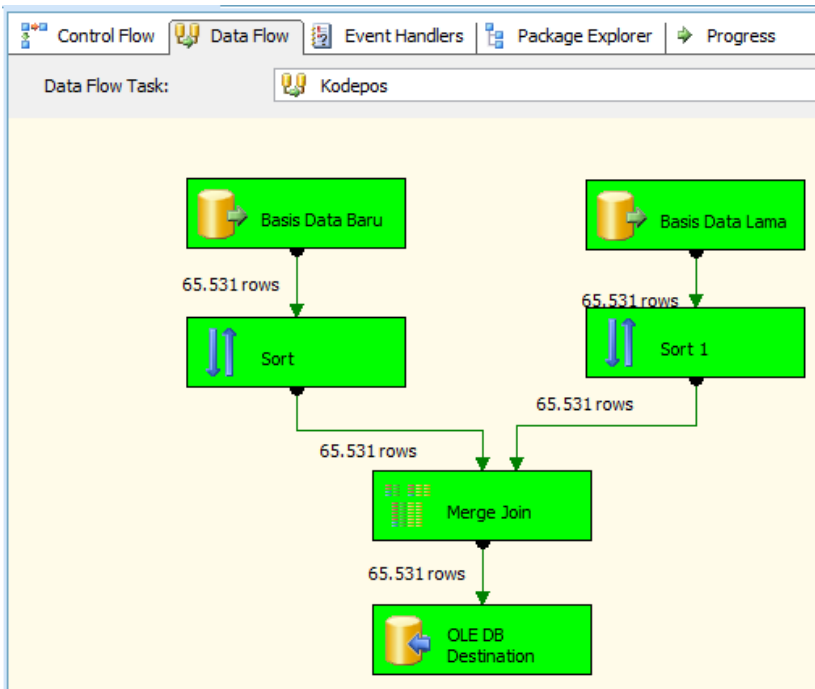 Control Flow
Data Flow
Event Handlers
Package Explorer
Progress
Data Flow Task:
Kodepos
Basis Data Baru
Basis Data Lama
65.531 rows
65.531 rows
Sort
Sort 1
65.531 rows
65.531 rows
Merge Join
65.531 rows
OLE DB
Destination